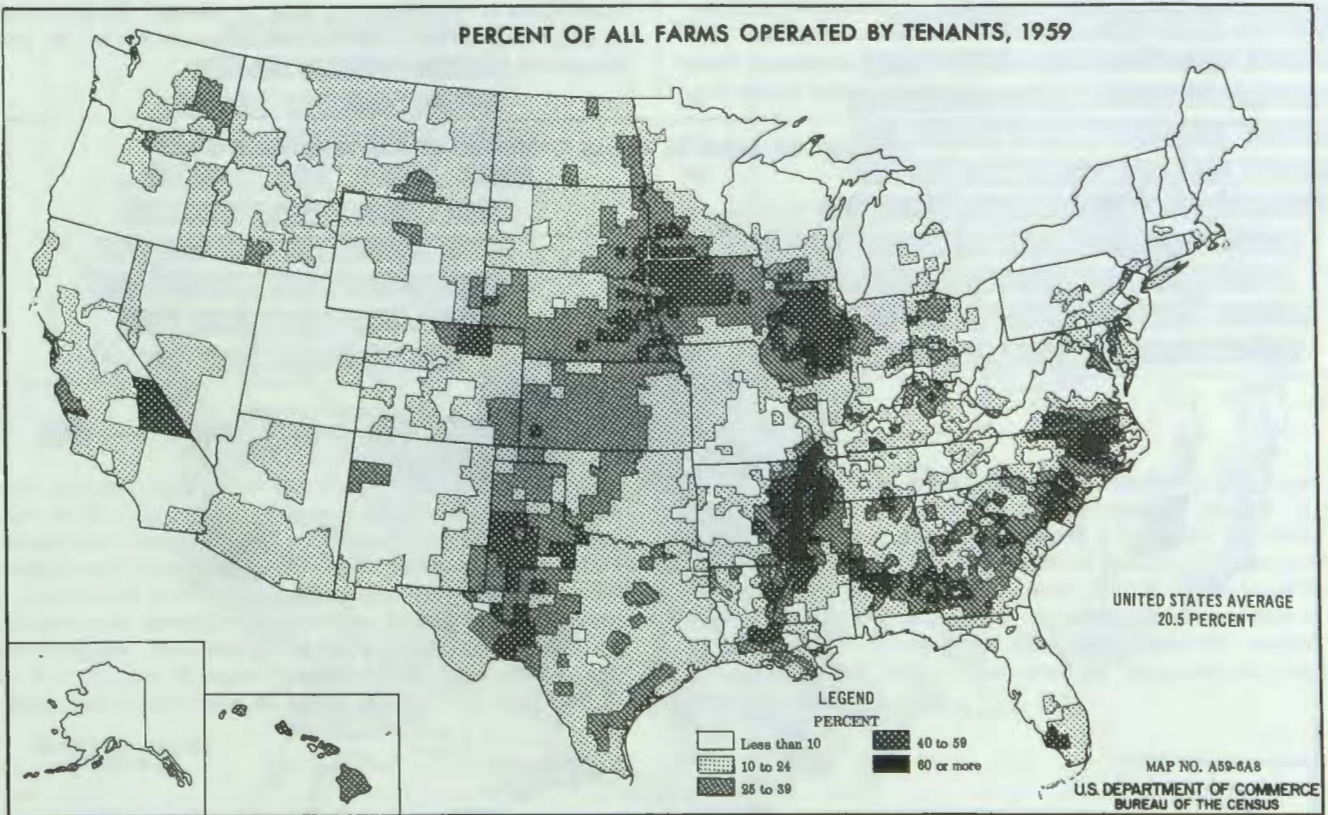 PERCENT OF ALL FARMS OPERATED BY TENANTS, 1959
UNITED STATES AVERAGE
20.5 PERCENT
LEGEND
PERCENT
Less than 10
10 to 24
25 to 39
40 to 59
60 or more
MAP NO. A59-6A8
U.S. DEPARTMENT OF COMMERCE
BUREAU OF THE CENSUS